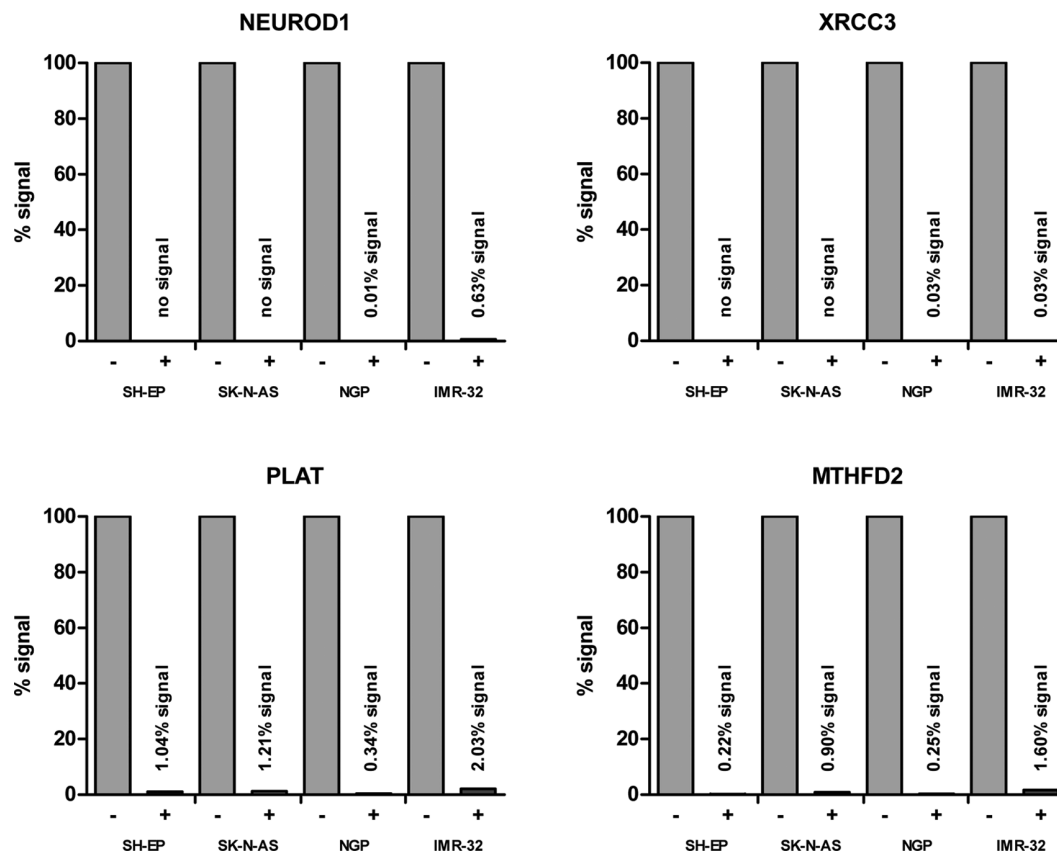 NEUROD1
% signal
100
80
60
40
20
0
no signal
no signal
0.01% signal
0.63% signal
- + - + - + - +
SH-EP SK-N-AS NGP IMR-32
XRCC3
% signal
100
80
60
40
20
0
no signal
no signal
0.03% signal
0.03% signal
- + - + - + - +
SH-EP SK-N-AS NGP IMR-32
PLAT
% signal
100
80
60
40
20
0
1.04% signal
1.21% signal
0.34% signal
2.03% signal
- + - + - + - +
SH-EP SK-N-AS NGP IMR-32
MTHFD2
% signal
100
80
60
40
20
0
0.22% signal
0.90% signal
0.25% signal
1.60% signal
- + - + - + - +
SH-EP SK-N-AS NGP IMR-32